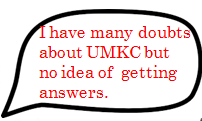 I have many doubts
about UMKC but
no idea of getting
answers.